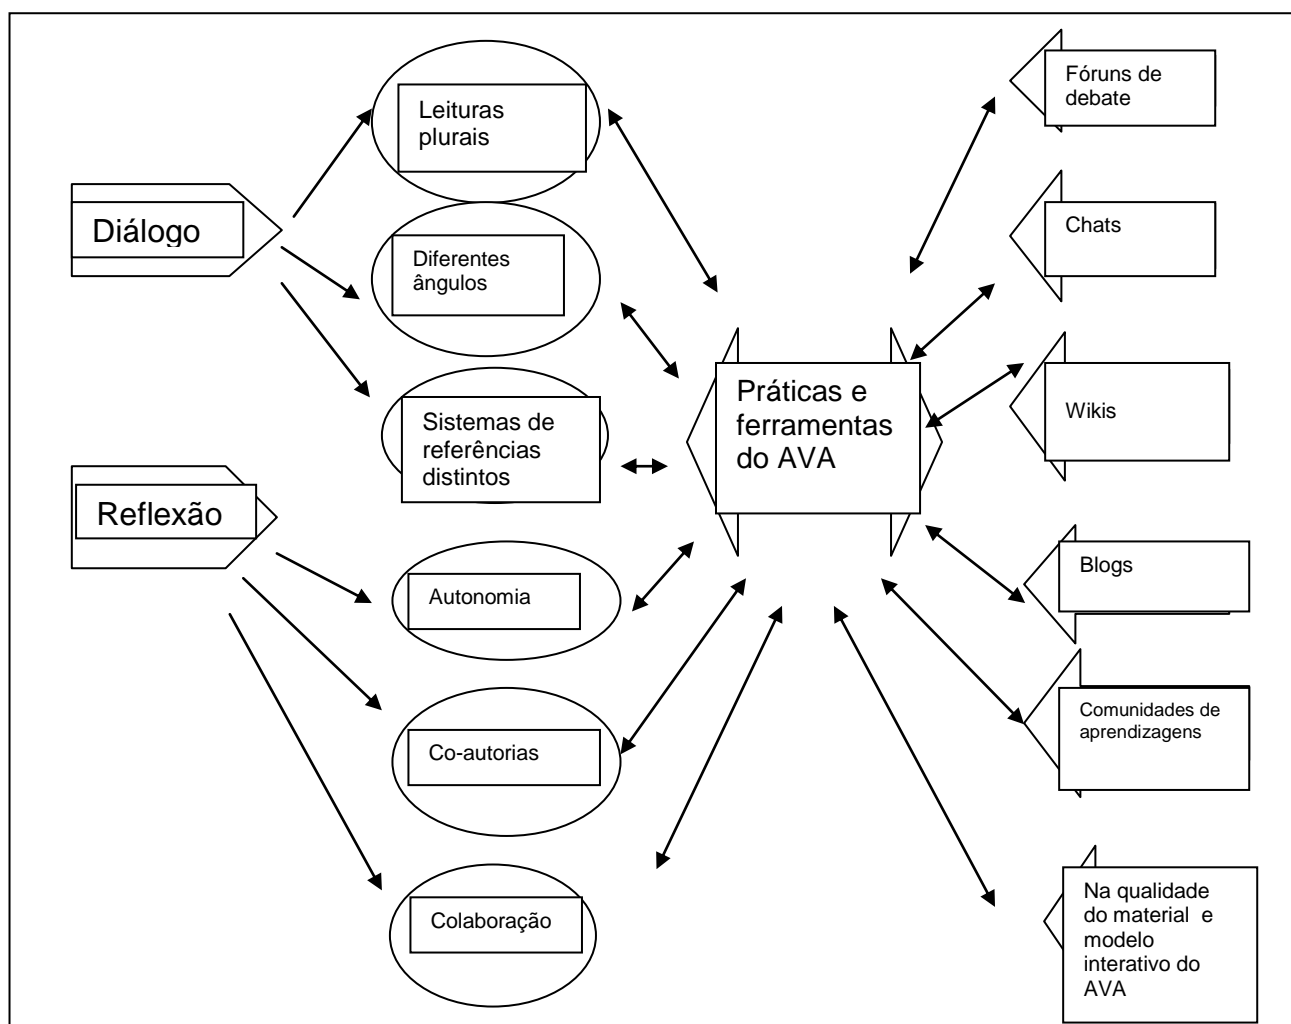 Diálogo
Reflexão
Leituras
plurais
Diferentes
ângulos
Sistemas de
referências
distintos
Autonomia
Co-autorias
Colaboração
Práticas e
ferramentas
do AVA
Fóruns de
debate
Chats
Wikis
Blogs
Comunidades de
aprendizagens
Na qualidade
do material e
modelo
interativo do
AVA